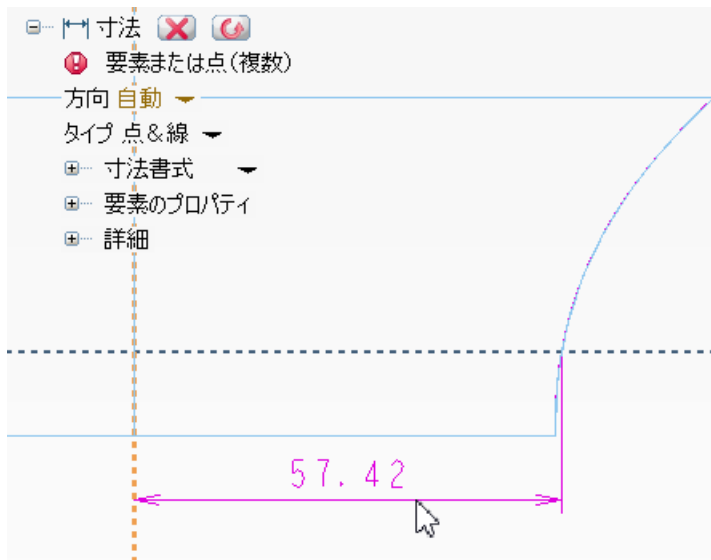 寸法
要素または点(複数)
方向 自動
タイプ 点&線
寸法書式
要素のプロパティ
詳細
57.42